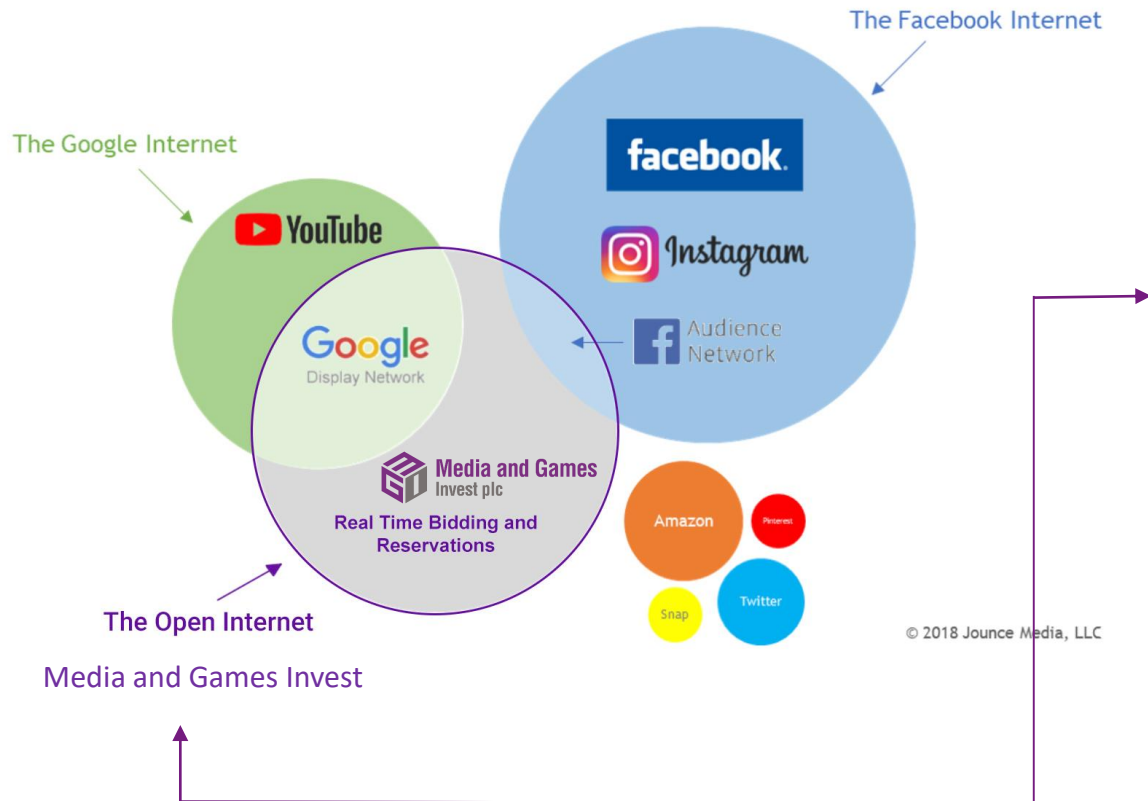 The Facebook Internet
The Google Internet
facebook.
YouTube
Instagram
Audience
Network
Google
Display Network
Media and Games
Invest plc
Real Time Bidding and
Reservations
Amazon
Pinterest
Snap
Twitter
The Open Internet
© 2018 Jounce Media, LLC
Media and Games Invest